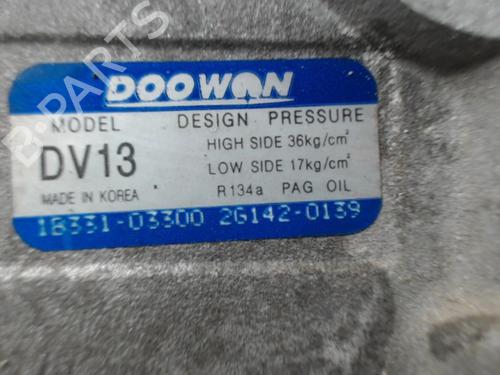 DOOWON
MODEL
DV13
MADE IN KOREA
DESIGN PRESSURE
HIGH SIDE 36kg/cm²
LOW SIDE 17kg/cm²
R134a PAG OIL
1B331-03300 2G142-0139
B-PARTS